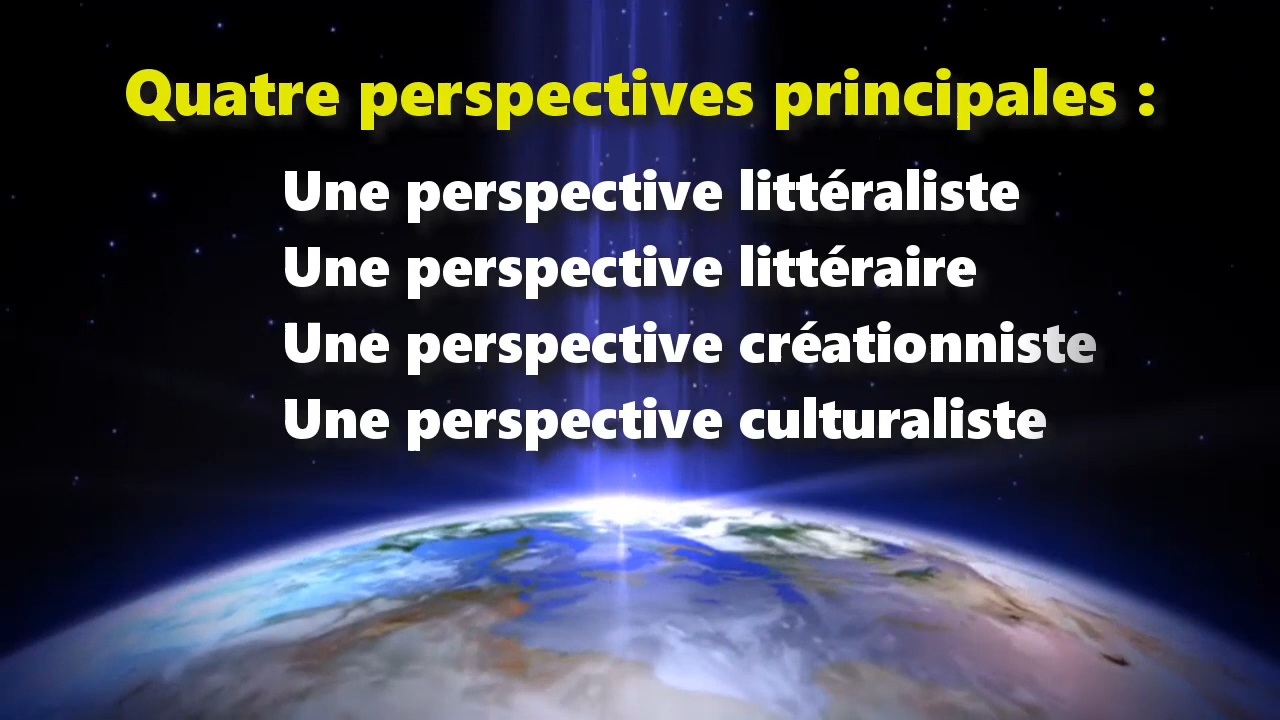 Quatre perspectives principales :
Une perspective littéraliste
Une perspective littéraire
Une perspective créationniste
Une perspective culturaliste